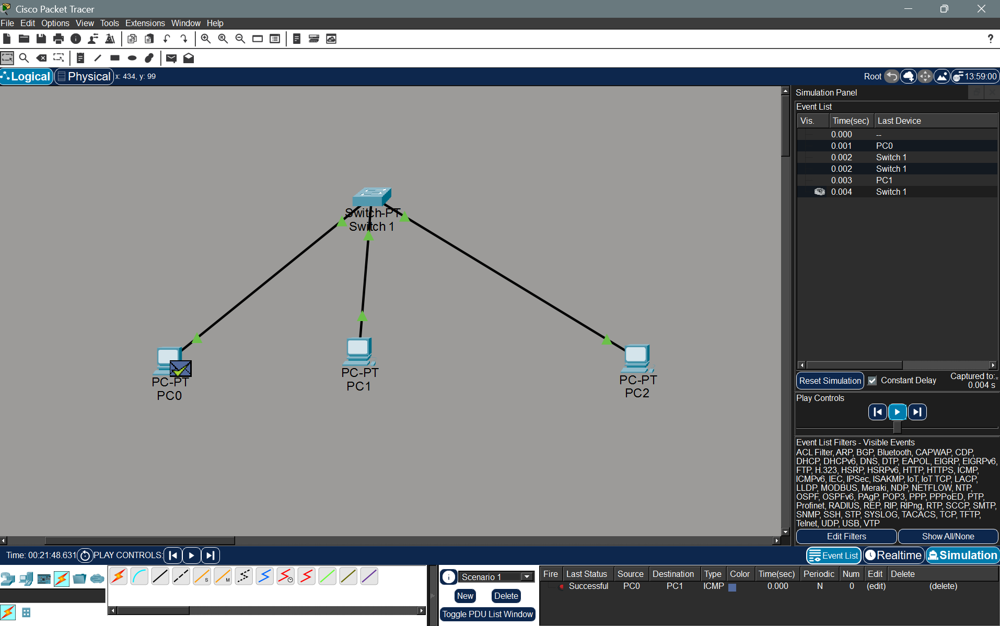 Cisco Packet Tracer
File Edit Options View Tools Extensions Window Help
?
Logical Physical x: 434, y: 99 Root 13:59:00
Simulation Panel
Event List
Vis. Time(sec) Last Device
0.000 --
0.001 PC0
0.002 Switch 1
0.002 Switch 1
0.003 PC1
0.004 Switch 1
Switch-PT
Switch 1
PC-PT
PC0
PC-PT
PC1
PC-PT
PC2
Reset Simulation Constant Delay Captured to:*
0.004 s
Play Controls
Event List Filters - Visible Events
ACL Filter, ARP, BGP, Bluetooth, CAPWAP, CDP,
DHCP, DHCPv6, DNS, DTP, EAPOL, EIGRP, EIGRPv6,
FTP, H.323, HSRP, HSRPv6, HTTP, HTTPS, ICMP,
ICMPv6, IEC, IPSec, ISAKMP, IoT, IoT TCP, LACP,
LLDP, MODBUS, Meraki, NDP, NETFLOW, NTP,
OSPF, OSPFv6, PAgP, POP3, PPP, PPPoED, PTP,
Profinet, RADIUS, REP, RIP, RIPng, RTP, SCCP, SMTP,
SNMP, SSH, STP, SYSLOG, TACACS, TCP, TFTP,
Telnet, UDP, USB, VTP
Edit Filters Show All/None
Time: 00:21:48.631 PLAY CONTROLS: Event List Realtime Simulation
S M
Scenario 1
New Delete
Toggle PDU List Window
Fire Last Status Source Destination Type Color Time(sec) Periodic Num Edit Delete
Successful PC0 PC1 ICMP 0.000 N 0 (edit) (delete)